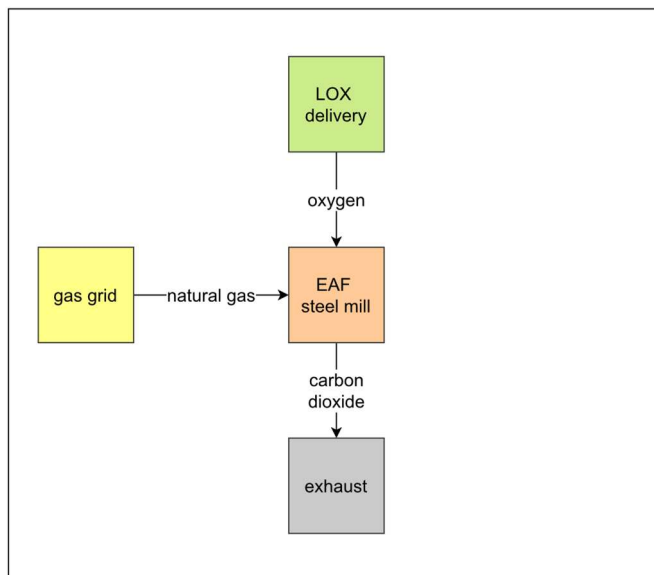 LOX
delivery
oxygen
gas grid
natural gas
EAF
steel mill
carbon
dioxide
exhaust